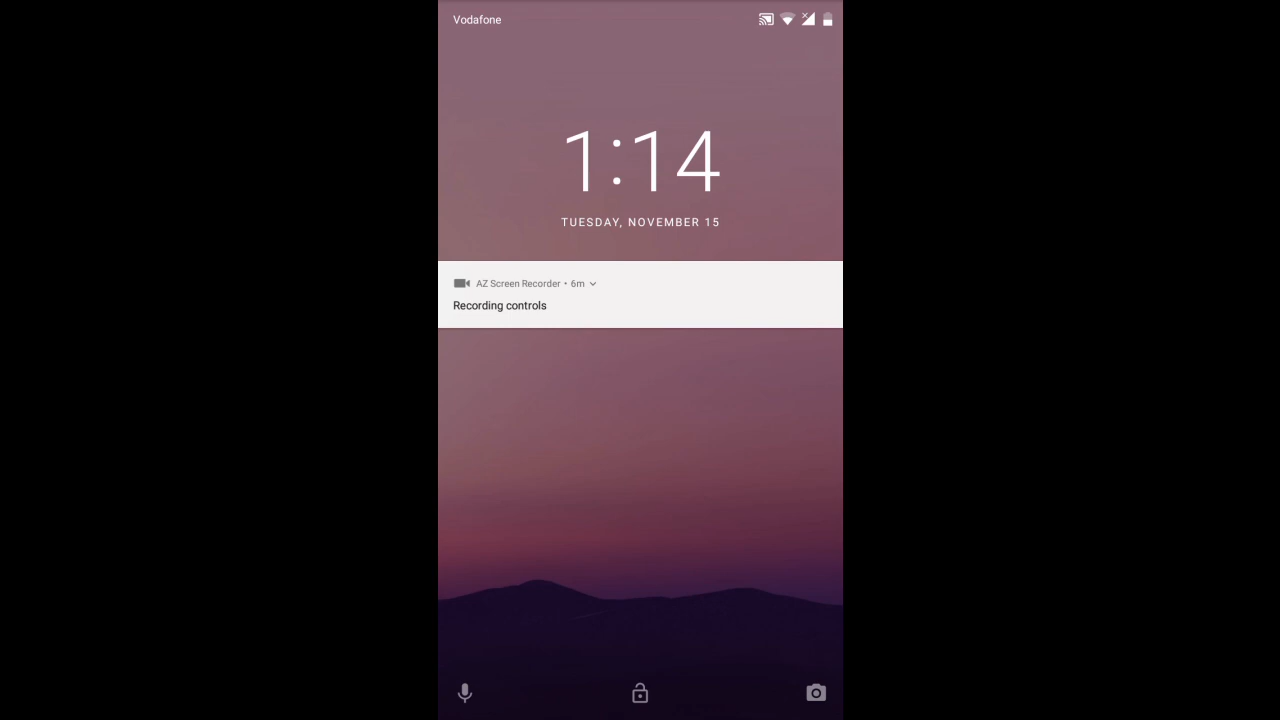 Vodafone
1:14
TUESDAY, NOVEMBER 15
AZ Screen Recorder • 6m
Recording controls